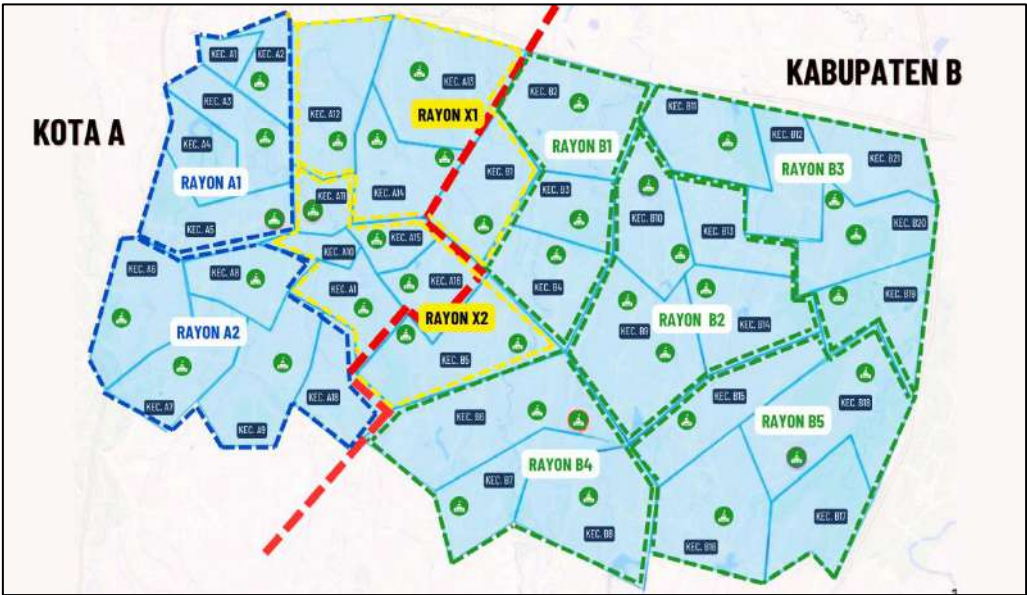 KOTA A
KABUPATEN B
KEC. A1
KEC. A2
KEC. A3
KEC. A4
RAYON A1
KEC. A5
KEC. A12
KEC. A13
RAYON X1
KEC. A11
KEC. A14
KEC. B1
KEC. B2
RAYON B1
KEC. B3
KEC. B4
KEC. B11
KEC. B12
KEC. B21
RAYON B3
KEC. B20
KEC. B19
KEC. B10
KEC. B13
RAYON B2
KEC. B9
KEC. B14
KEC. A6
KEC. A8
RAYON A2
KEC. A7
KEC. A9
KEC. A18
KEC. A10
KEC. A15
KEC. A1
KEC. A16
RAYON X2
KEC. B5
KEC. B6
RAYON B4
KEC. B7
KEC. B8
KEC. B15
KEC. B18
RAYON B5
KEC. B17
KEC. B16